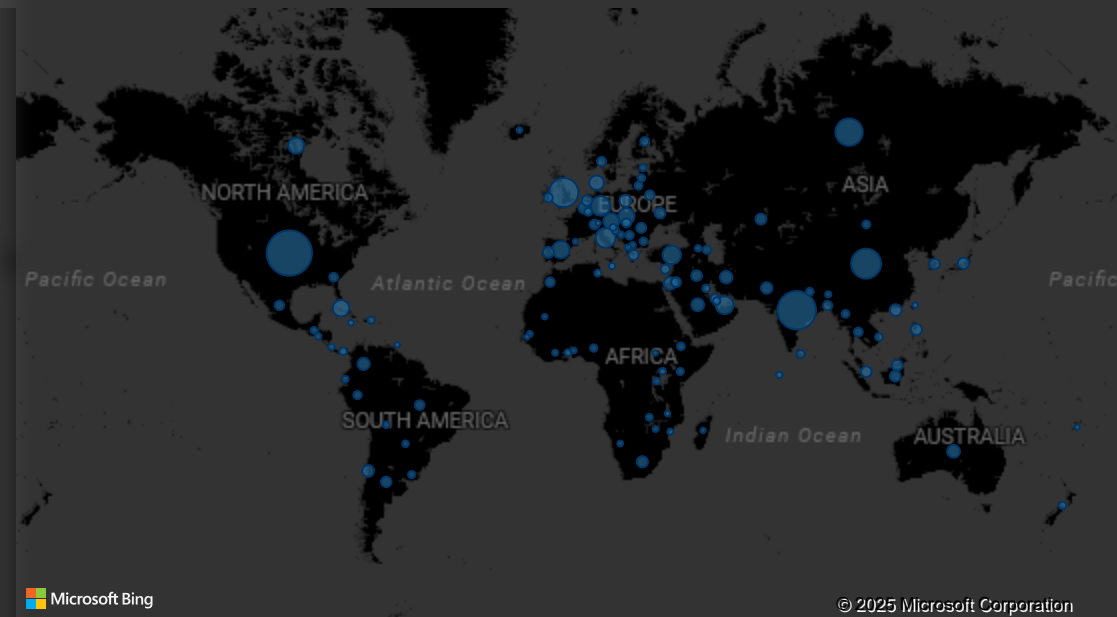 NORTH AMERICA
EUROPE
ASIA
Pacific Ocean
Atlantic Ocean
Pacific
AFRICA
SOUTH AMERICA
Indian Ocean
AUSTRALIA
Microsoft Bing
© 2025 Microsoft Corporation